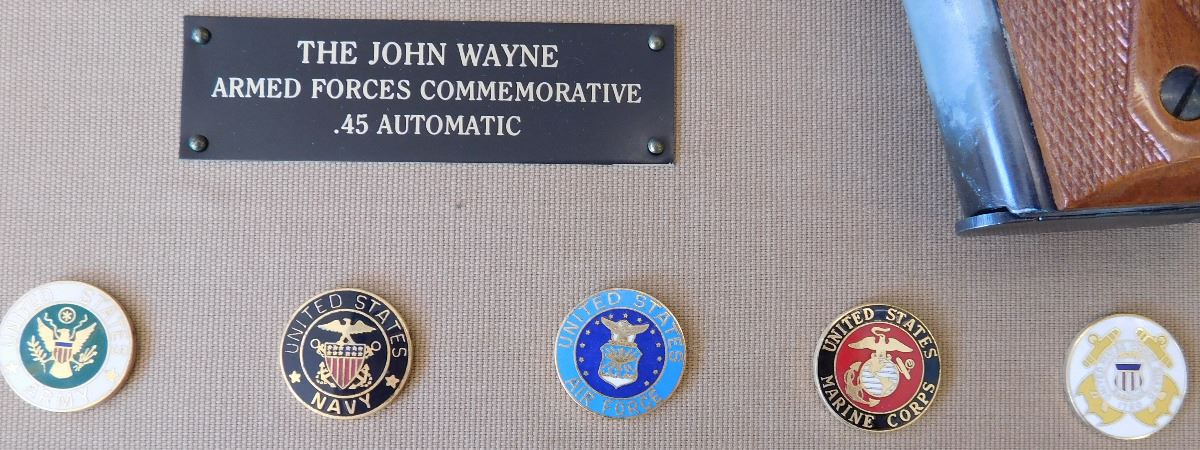 THE JOHN WAYNE
ARMED FORCES COMMEMORATIVE
.45 AUTOMATIC
UNITED STATES
ARMY
UNITED STATES
NAVY
UNITED STATES
AIR FORCE
UNITED STATES
MARINE CORPS